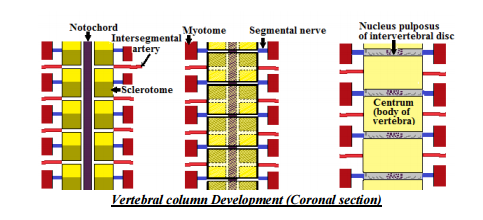 Notochord
Intersegmental
artery
Sclerotome
Myotome
Segmental nerve
Nucleus pulposus
of intervertebral disc
Centrum
(body of
vertebra)
Vertebral column Development (Coronal section)